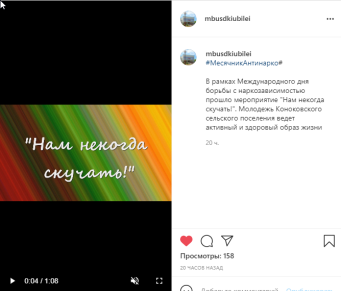 mbusdkiubilei
mbusdkiubilei
#МесячникАнтинарко#
В рамках Международного дня
борьбы с наркозависимостью
прошло мероприятие "Нам некогда
скучать!". Молодежь Коноковского
сельского поселения ведет
активный и здоровый образ жизни
20 ч.
"Нам некогда
скучать!"
0:04 / 1:08
Просмотры: 158
20 ЧАСОВ НАЗАД